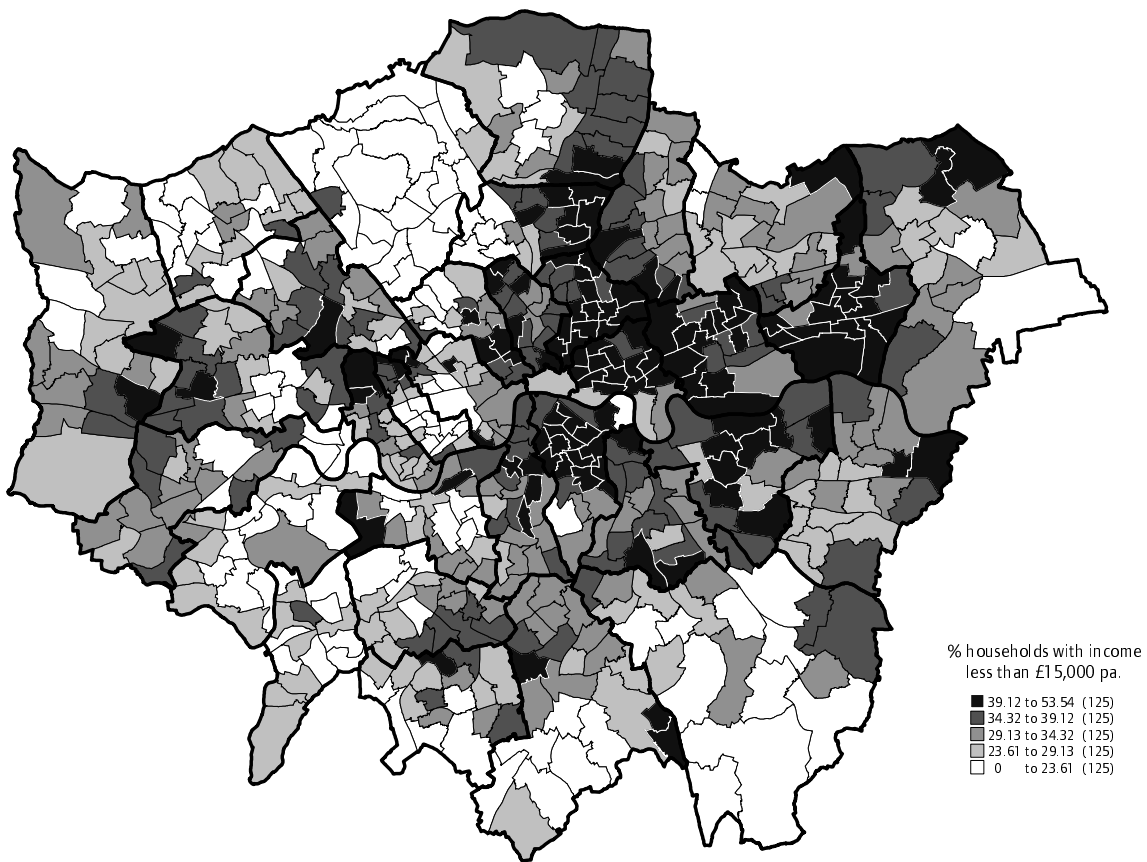 % households with income
less than £15,000 pa.
39.12 to 53.54 (125)
34.32 to 39.12 (125)
29.13 to 34.32 (125)
23.61 to 29.13 (125)
0 to 23.61 (125)